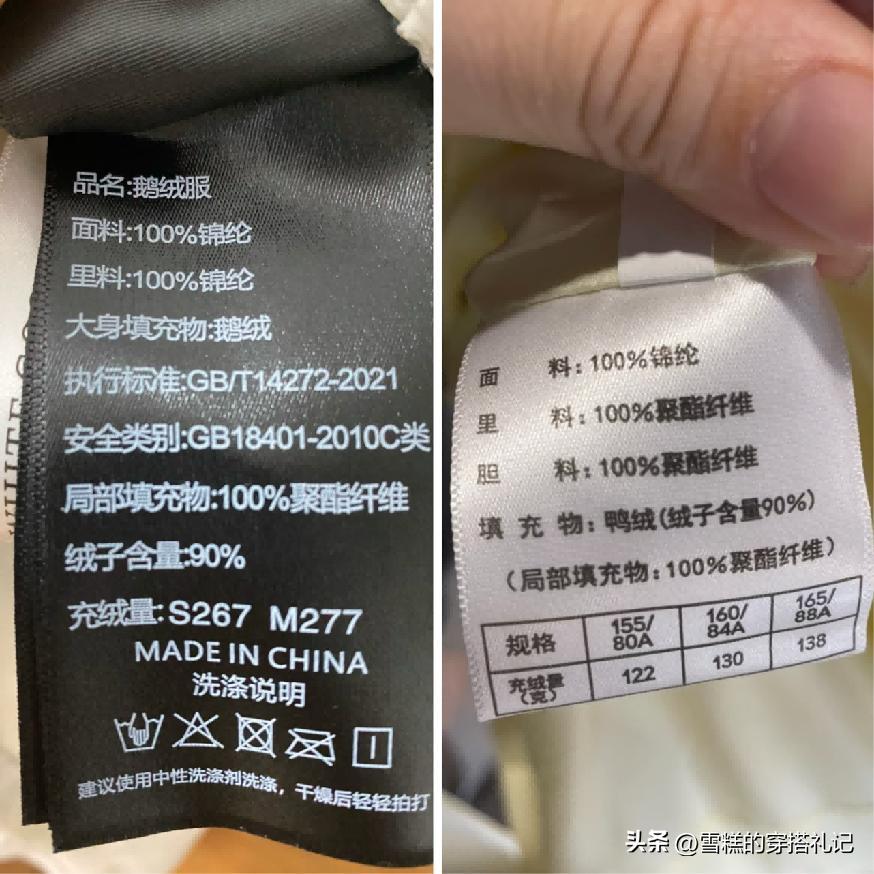 品名:鹅绒服
面料:100%锦纶
里料:100%锦纶
大身填充物:鹅绒
执行标准:GB/T14272-2021
安全类别:GB18401-2010C类
局部填充物:100%聚酯纤维
绒子含量:90%
充绒量:S267 M277
MADE IN CHINA
洗涤说明
建议使用中性洗涤剂洗涤，干燥后轻轻拍打
面 料:100%锦纶
里 料:100%聚酯纤维
胆 料:100%聚酯纤维
填 充 物:鸭绒(绒子含量90%)
(局部填充物:100%聚酯纤维)
规格 155/80A 160/84A 165/88A
充绒量(克) 122 130 138
头条 @雪糕的穿搭礼记